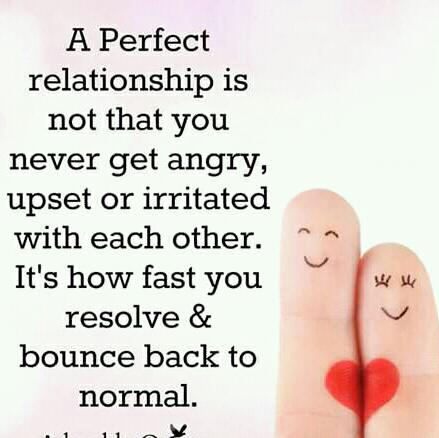 A Perfect
relationship is
not that you
never get angry,
upset or irritated
with each other.
It's how fast you
resolve &
bounce back to
normal.